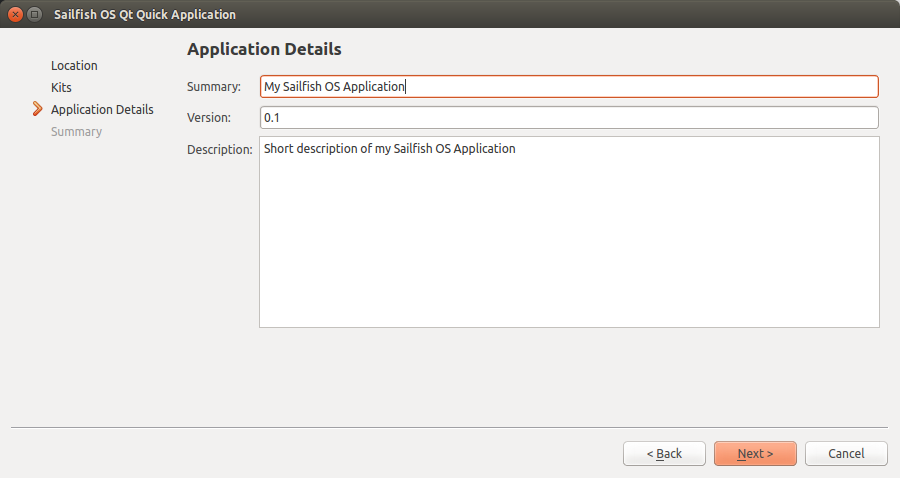 Sailfish OS Qt Quick Application
Location
Kits
Application Details
Summary
Application Details
Summary: My Sailfish OS Application
Version: 0.1
Description: Short description of my Sailfish OS Application
< Back Next > Cancel